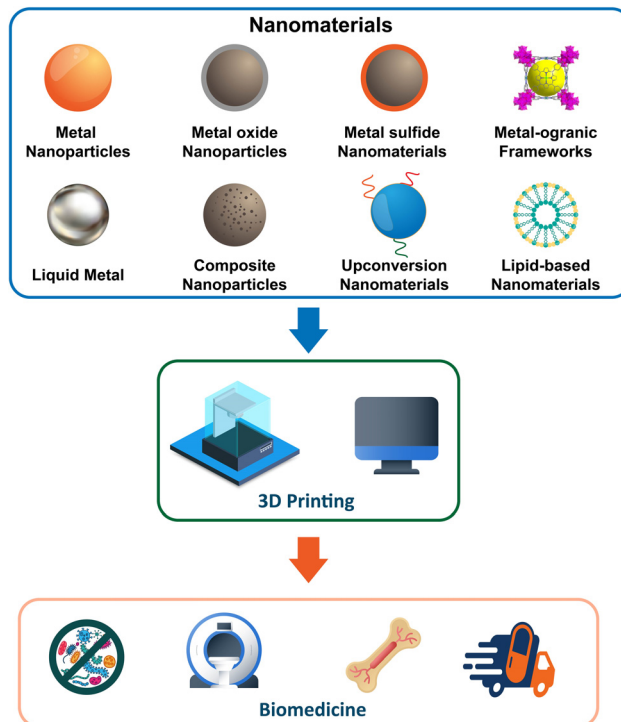 Nanomaterials
Metal
Nanoparticles
Metal oxide
Nanoparticles
Metal sulfide
Nanomaterials
Metal-ogranic
Frameworks
Liquid Metal
Composite
Nanoparticles
Upconversion
Nanomaterials
Lipid-based
Nanomaterials
3D Printing
Biomedicine